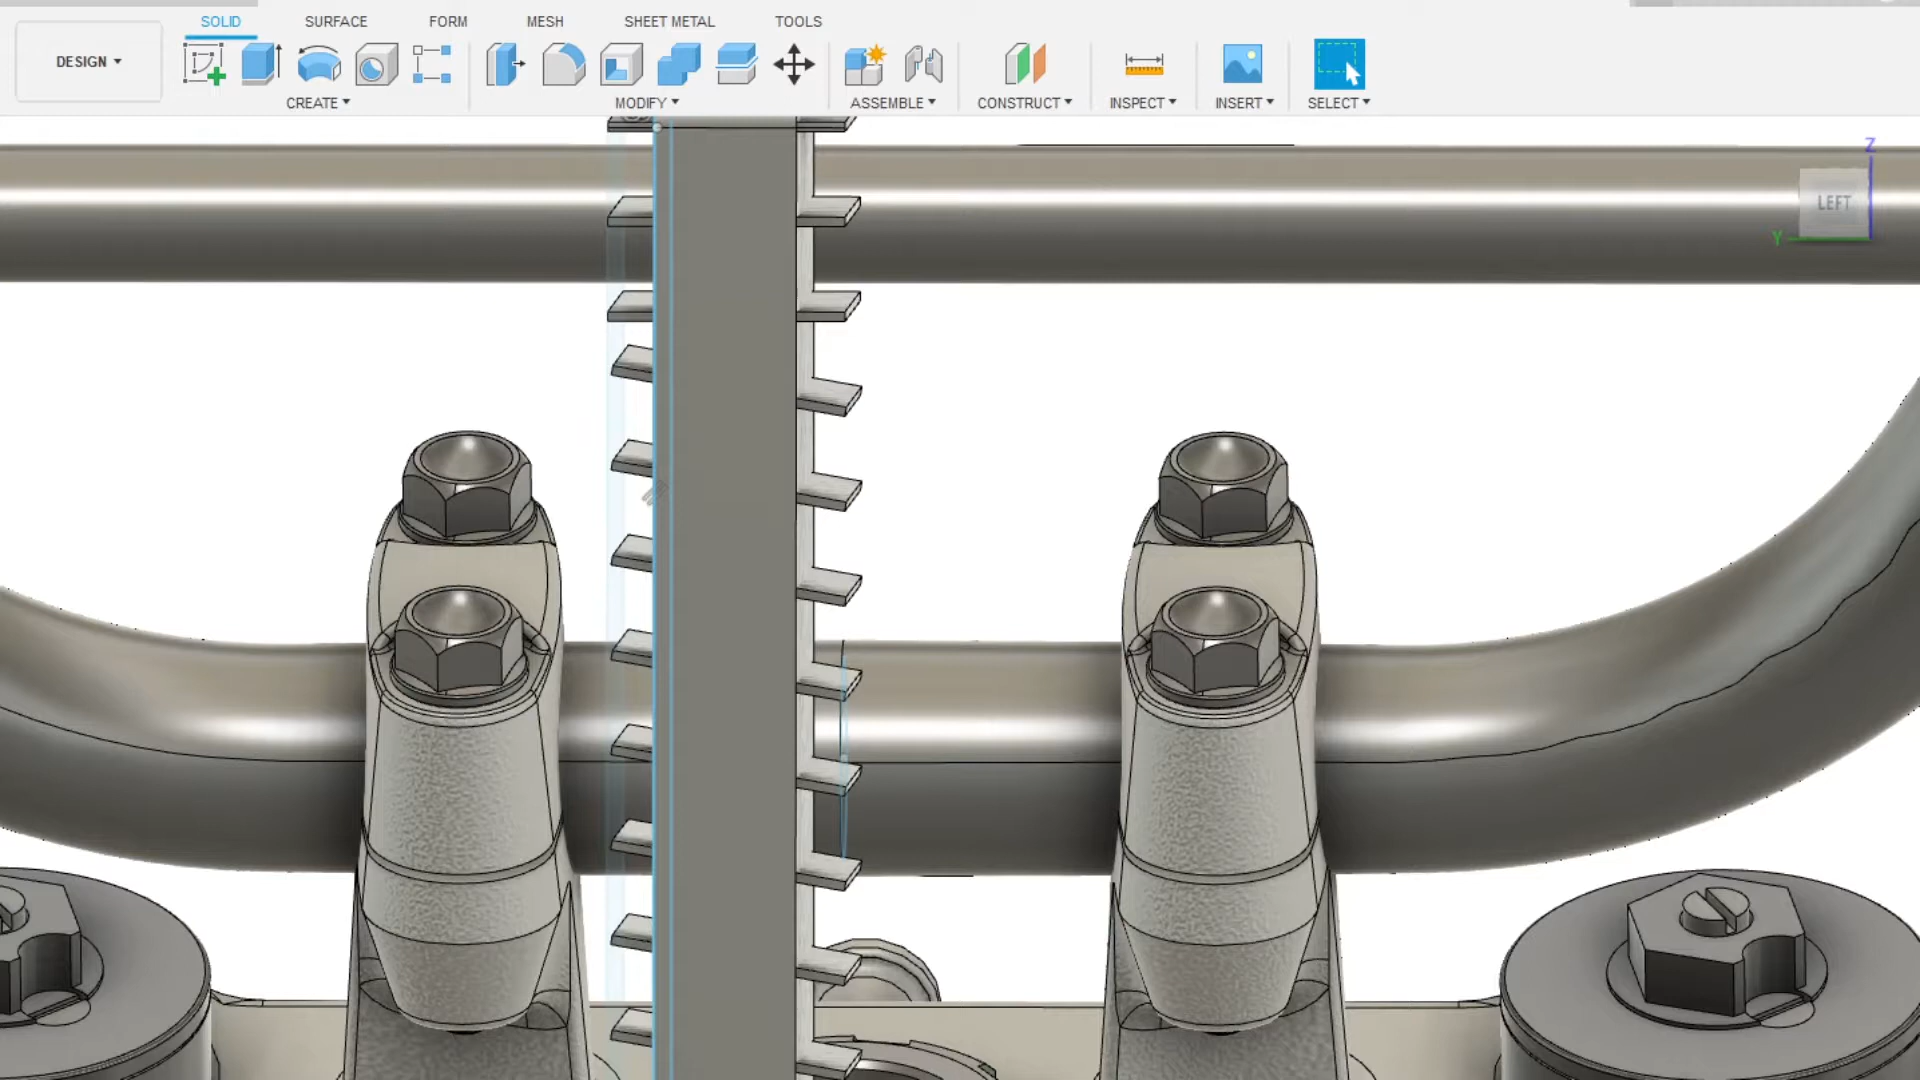 SOLID SURFACE FORM MESH SHEET METAL TOOLS
DESIGN
CREATE MODIFY ASSEMBLE CONSTRUCT INSPECT INSERT SELECT
Z
LEFT
Y